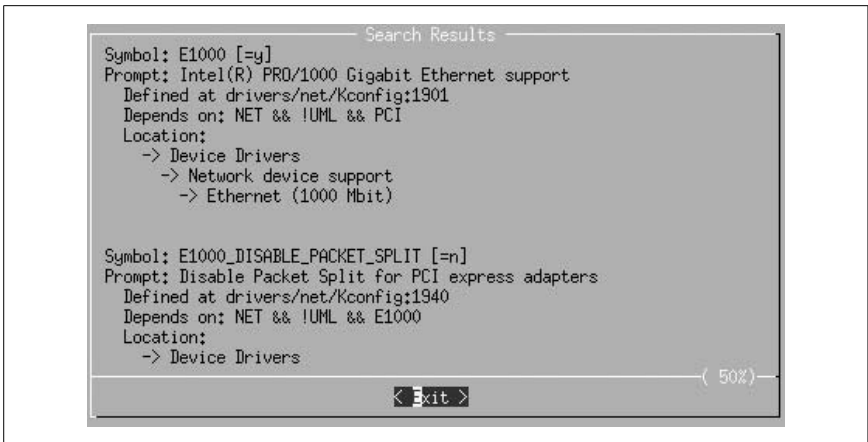 Search Results
Symbol: E1000 [=y]
Prompt: Intel(R) PRO/1000 Gigabit Ethernet support
Defined at drivers/net/Kconfig:1901
Depends on: NET && !UML && PCI
Location:
-> Device Drivers
-> Network device support
-> Ethernet (1000 Mbit)
Symbol: E1000_DISABLE_PACKET_SPLIT [=n]
Prompt: Disable Packet Split for PCI express adapters
Defined at drivers/net/Kconfig:1940
Depends on: NET && !UML && E1000
Location:
-> Device Drivers
( 50%)
< Exit >